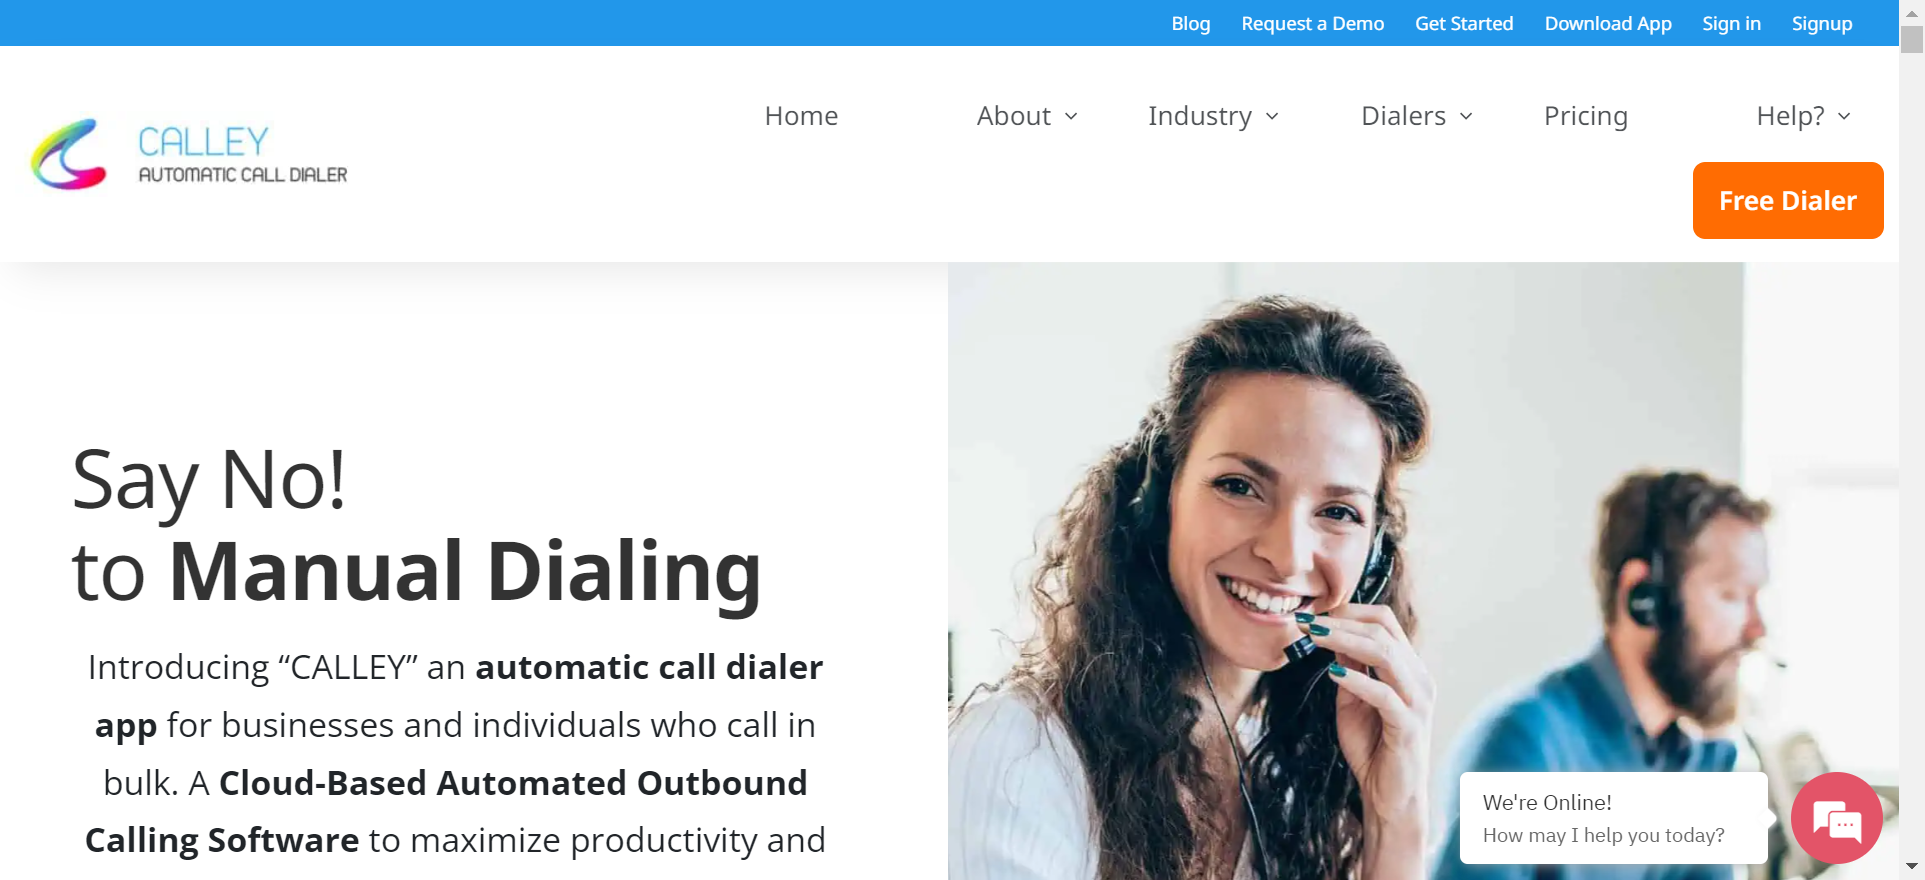 Blog Request a Demo Get Started Download App Sign in Signup
Home About Industry Dialers Pricing Help?
CALLEY
AUTOMATIC CALL DIALER
Free Dialer
Say No!
to Manual Dialing
Introducing “CALLEY” an automatic call dialer
app for businesses and individuals who call in
bulk. A Cloud-Based Automated Outbound
Calling Software to maximize productivity and
We're Online!
How may I help you today?